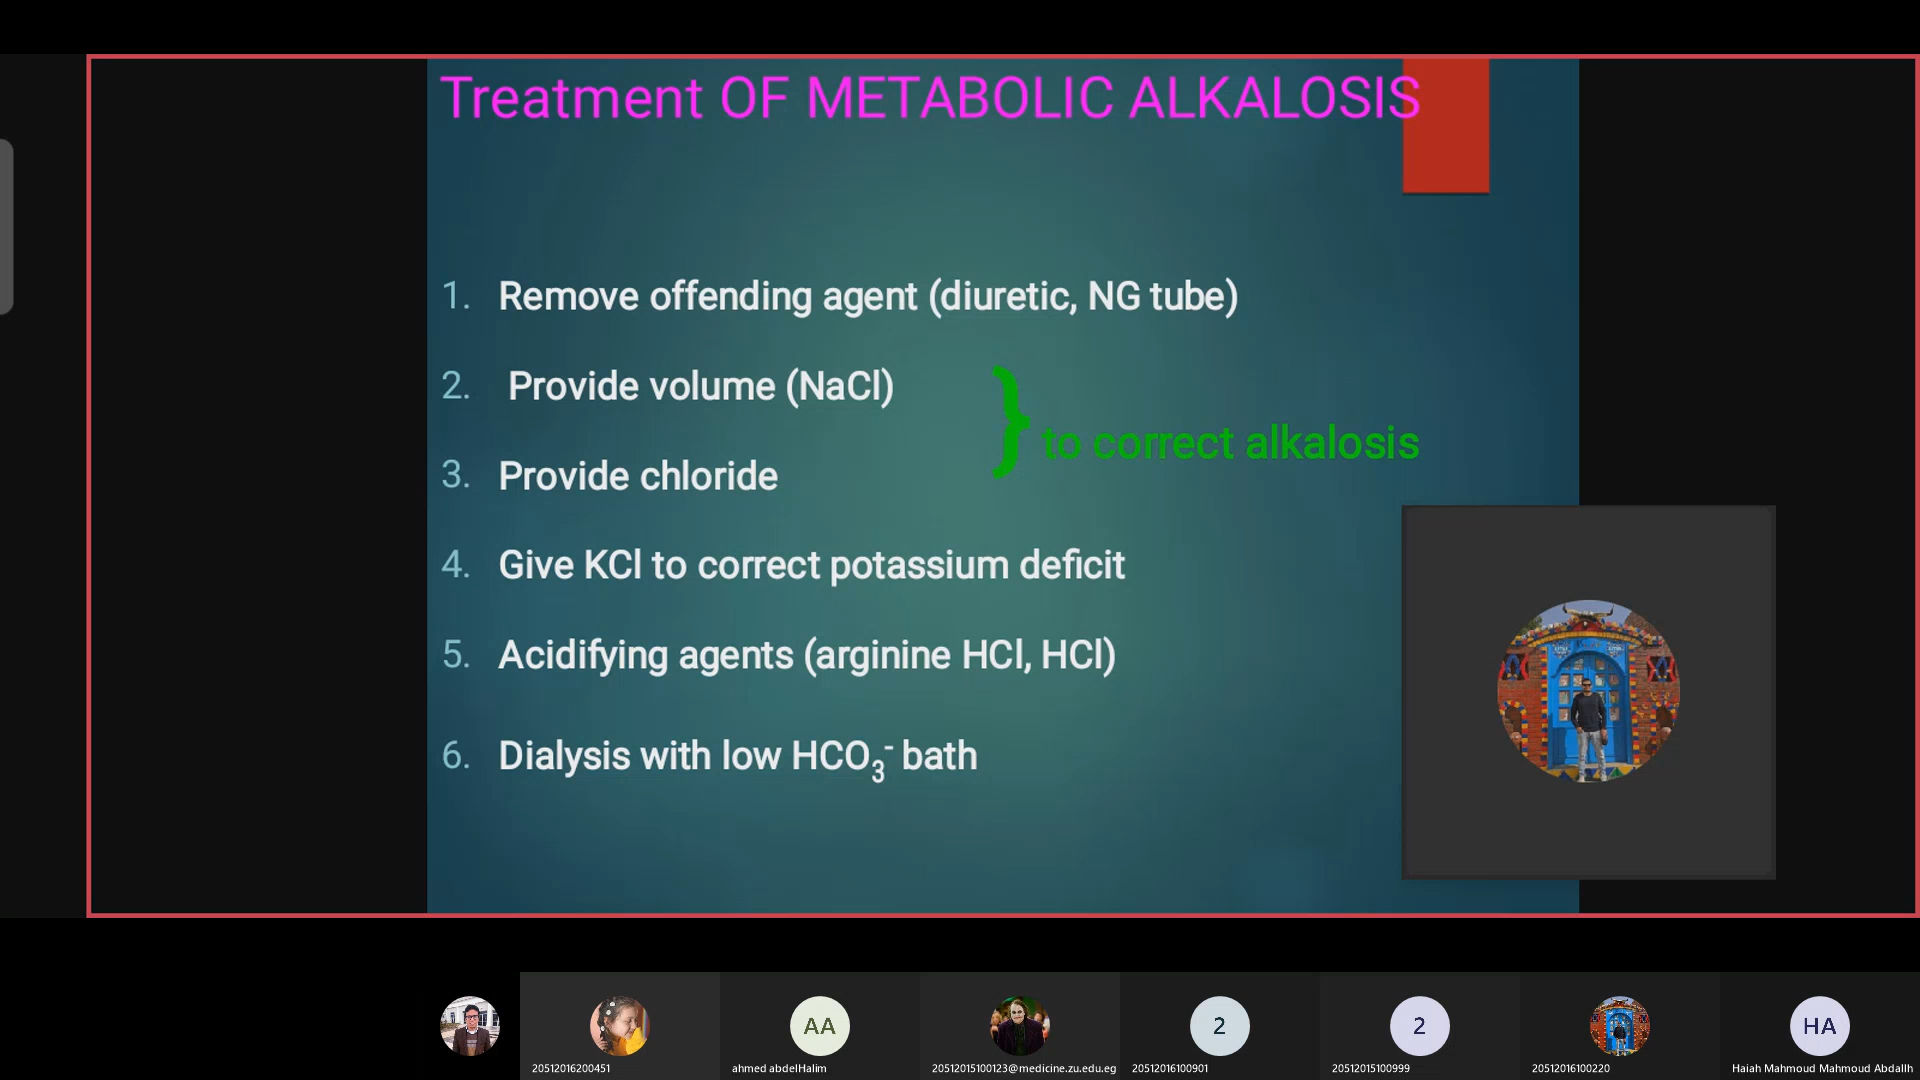 Treatment OF METABOLIC ALKALOSIS
1. Remove offending agent (diuretic, NG tube)
2. Provide volume (NaCl)
} to correct alkalosis
3. Provide chloride
4. Give KCl to correct potassium deficit
5. Acidifying agents (arginine HCl, HCl)
6. Dialysis with low HCO₃⁻ bath
AA
2
2
HA
20512016200451
ahmed abdelHalim
20512015100123@medicine.zu.edu.eg
20512016100901
20512015100999
20512016100220
Haiah Mahmoud Mahmoud Abdallh